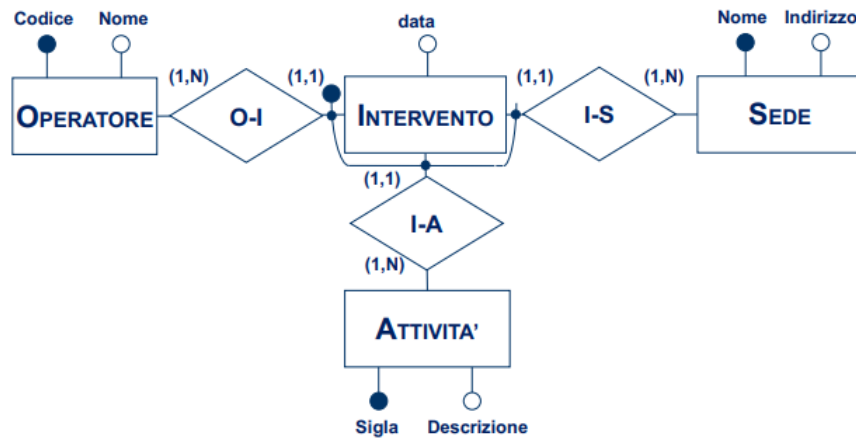 Codice Nome
data
Nome Indirizzo
(1,N) (1,1) (1,1) (1,N)
OPERATORE O-I INTERVENTO I-S SEDE
(1,1)
I-A
(1,N)
ATTIVITA'
Sigla Descrizione